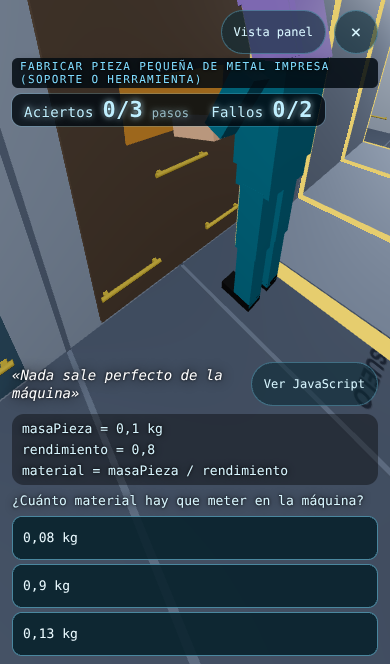 Vista panel
×
FABRICAR PIEZA PEQUEÑA DE METAL IMPRESA
(SOPORTE O HERRAMIENTA)
Aciertos 0/3 pasos Fallos 0/2
«Nada sale perfecto de la
máquina»
Ver JavaScript
masaPieza = 0,1 kg
rendimiento = 0,8
material = masaPieza / rendimiento
¿Cuánto material hay que meter en la máquina?
0,08 kg
0,9 kg
0,13 kg